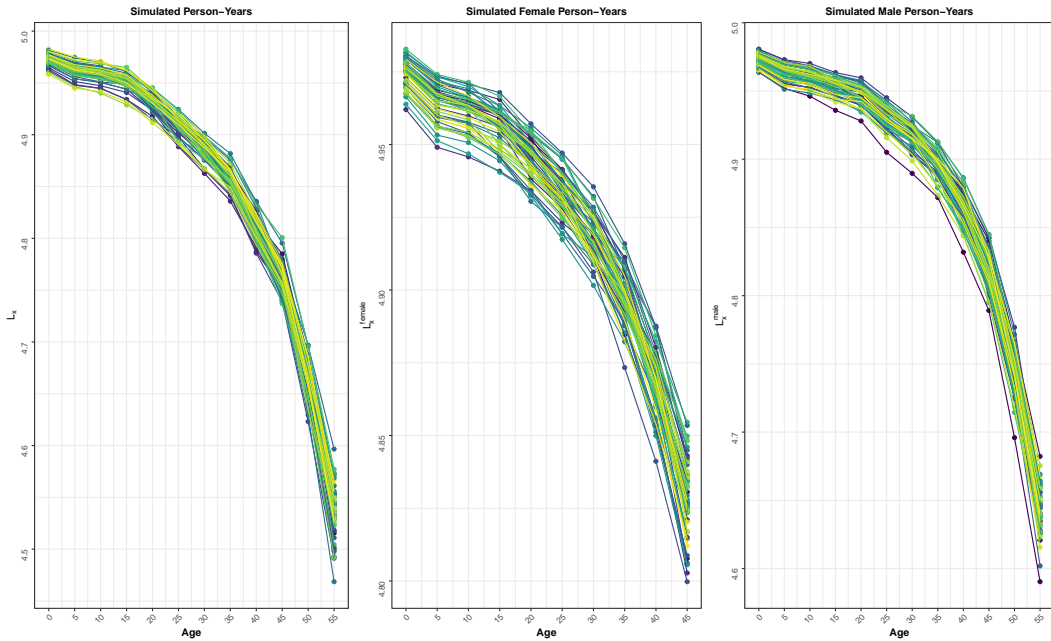 Simulated Person−Years
5.0
4.9
4.8
4.7
4.6
4.5
Lx
0 5 10 15 20 25 30 35 40 45 50 55
Age
Simulated Female Person−Years
4.95
4.90
4.85
4.80
Lx female
0 5 10 15 20 25 30 35 40 45
Age
Simulated Male Person−Years
5.0
4.9
4.8
4.7
4.6
Lx male
0 5 10 15 20 25 30 35 40 45 50 55
Age